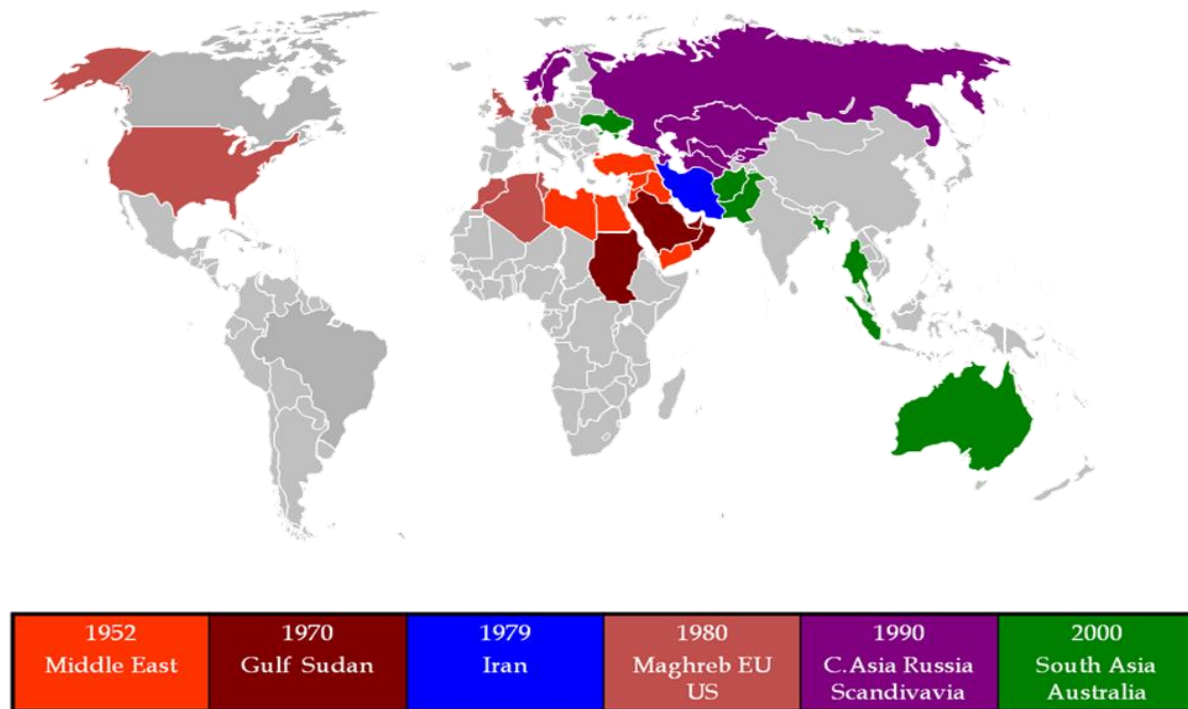 1952
Middle East
1970
Gulf Sudan
1979
Iran
1980
Maghreb EU
US
1990
C.Asia Russia
Scandivavia
2000
South Asia
Australia